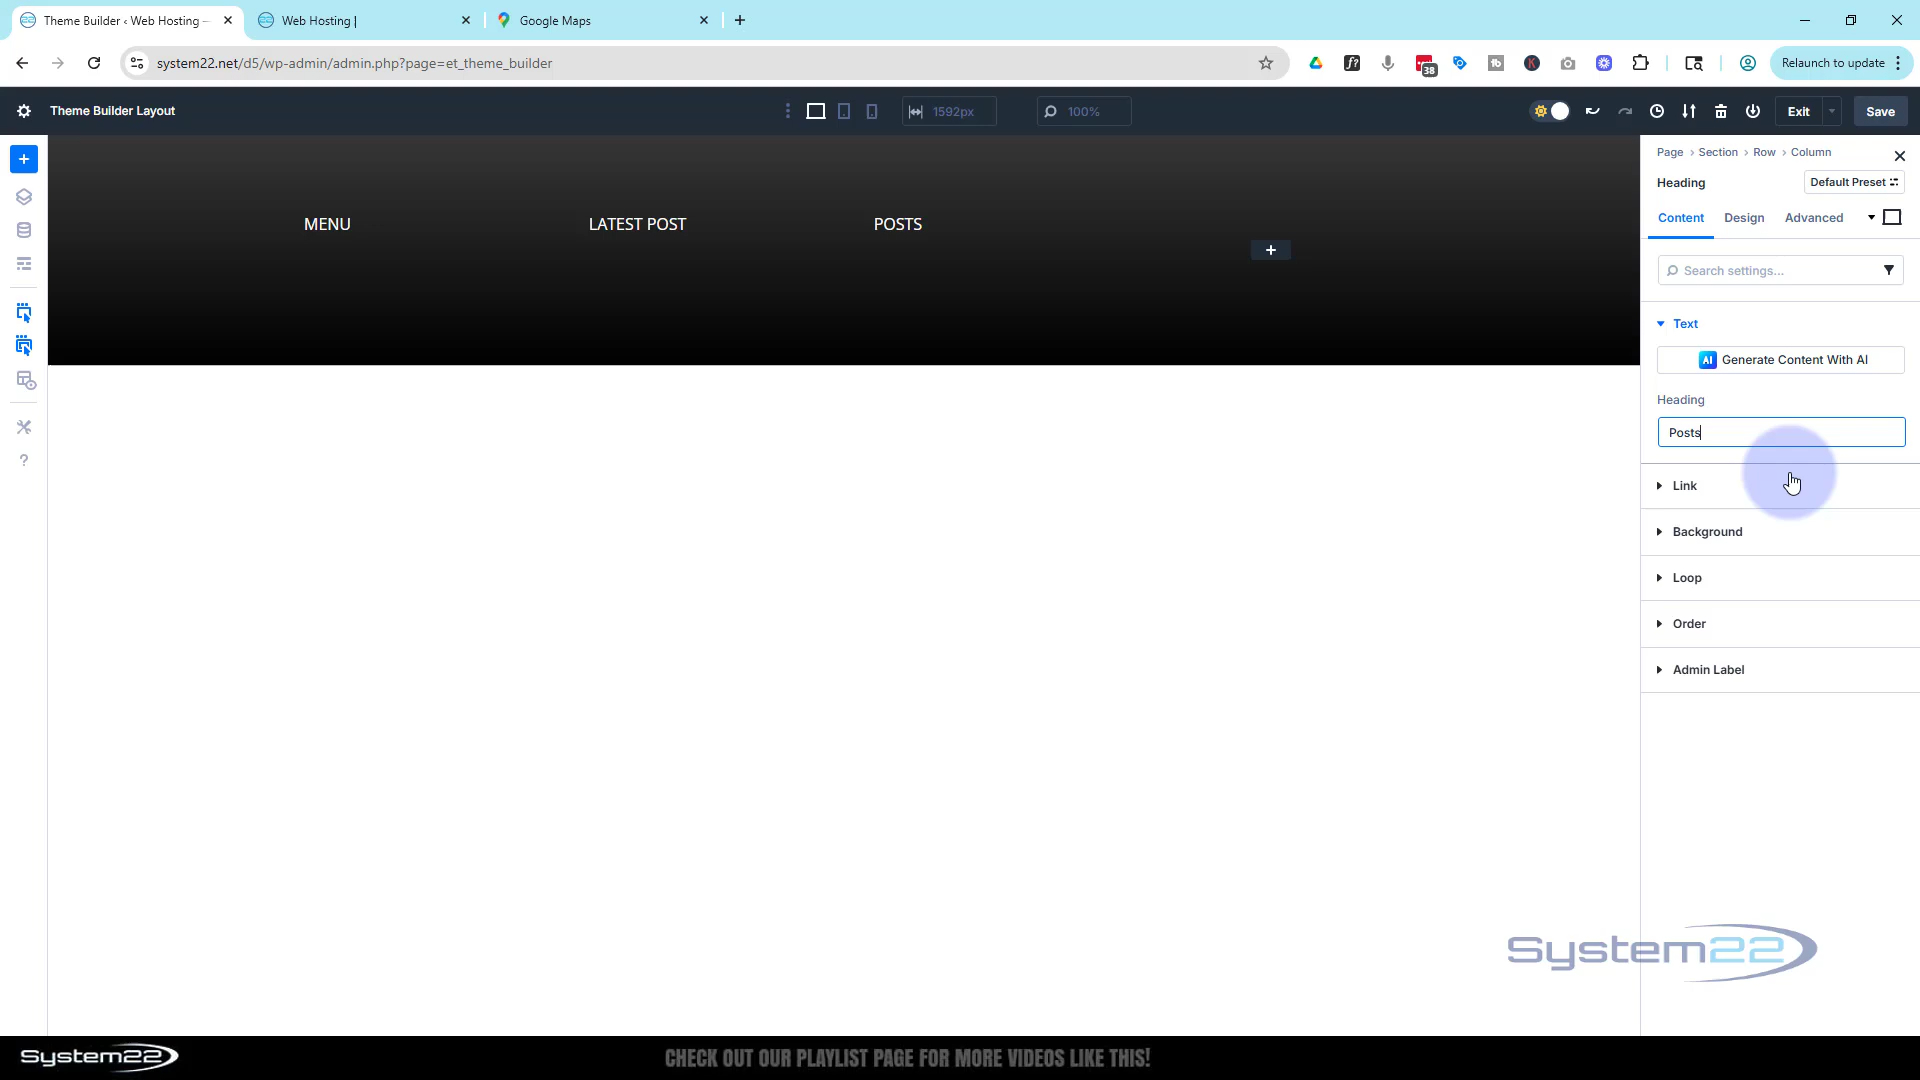 Theme Builder ‹ Web Hosting —
Web Hosting |
Google Maps
system22.net/d5/wp-admin/admin.php?page=et_theme_builder
38
Relaunch to update
Theme Builder Layout
1592px
100%
Exit
Save
Page › Section › Row › Column
Heading
Default Preset
Content
Design
Advanced
Search settings...
Text
AI Generate Content With AI
Heading
Posts
Link
Background
Loop
Order
Admin Label
MENU
LATEST POST
POSTS
System22
System22
CHECK OUT OUR PLAYLIST PAGE FOR MORE VIDEOS LIKE THIS!